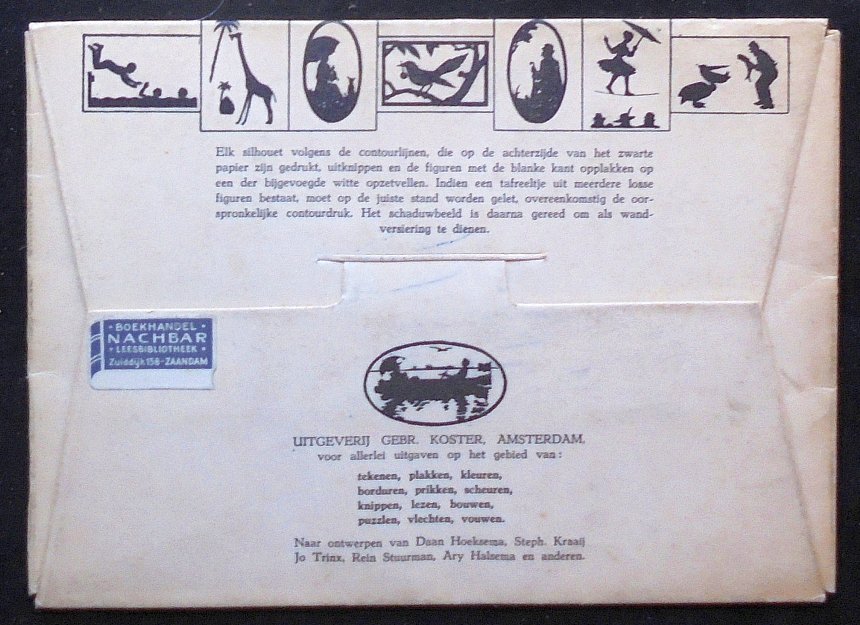 Elk silhouet volgens de contourlijnen, die op de achterzijde van het zwarte
papier zijn gedrukt, uitknippen en de figuren met de blanke kant opplakken op
een der bijgevoegde witte opzetvellen. Indien een tafreeltje uit meerdere losse
figuren bestaat, moet op de juiste stand worden gelet, overeenkomstig de oor-
spronkelijke contourdruk. Het schaduwbeeld is daarna gereed om als wand-
versiering te dienen.
• BOEKHANDEL •
NACHBAR
• LEESBIBLIOTHEEK •
Zuiddijk 158-ZAANDAM
UITGEVERIJ GEBR. KOSTER, AMSTERDAM,
voor allerlei uitgaven op het gebied van:
tekenen, plakken, kleuren,
borduren, prikken, scheuren,
knippen, lezen, bouwen,
puzzlen, vlechten, vouwen.
Naar ontwerpen van Daan Hoeksema, Steph. Kraaij
Jo Trinx, Rein Stuurman, Ary Halsema en anderen.